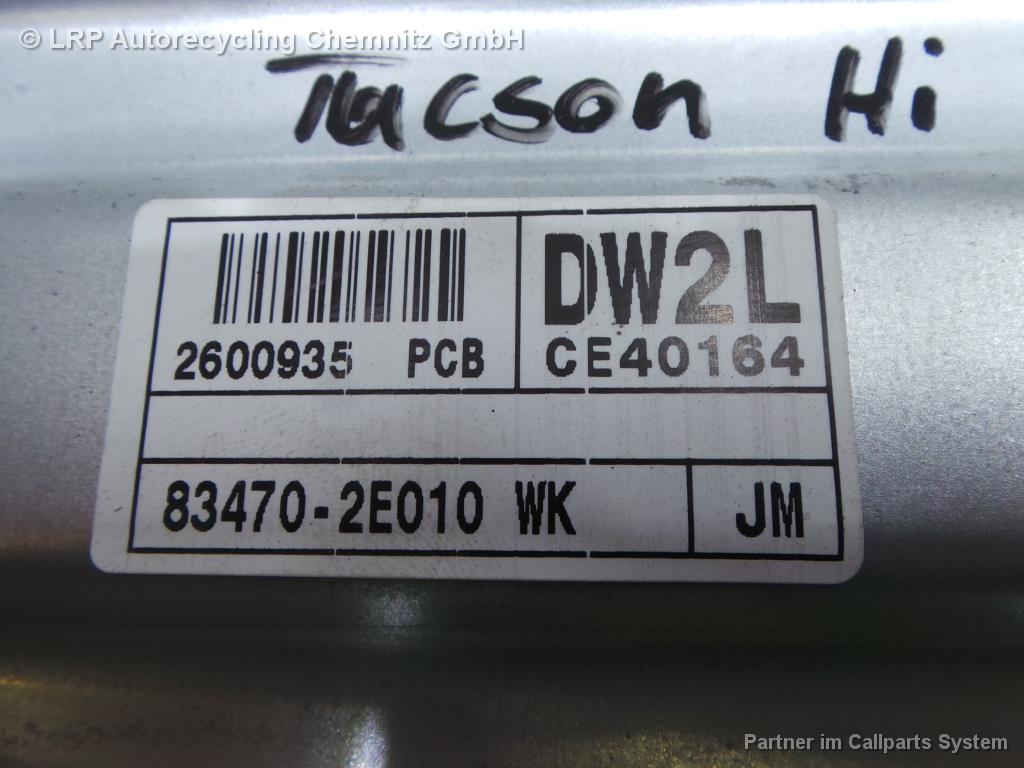 © LRP Autorecycling Chemnitz GmbH
Tucson Hi
DW2L
2600935 PCB
CE40164
83470-2E010 WK
JM
Partner im Callparts System